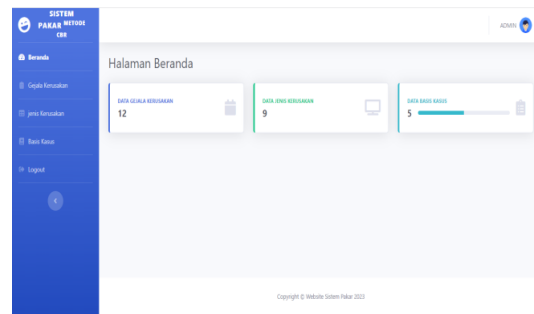 SISTEM
PAKAR METODE
CBR
ADMIN
Beranda
Gejala Kerusakan
jenis Kerusakan
Basis Kasus
Logout
Halaman Beranda
DATA GEJALA KERUSAKAN
12
DATA JENIS KERUSAKAN
9
DATA BASIS KASUS
5
Copyright © Website Sistem Pakar 2023